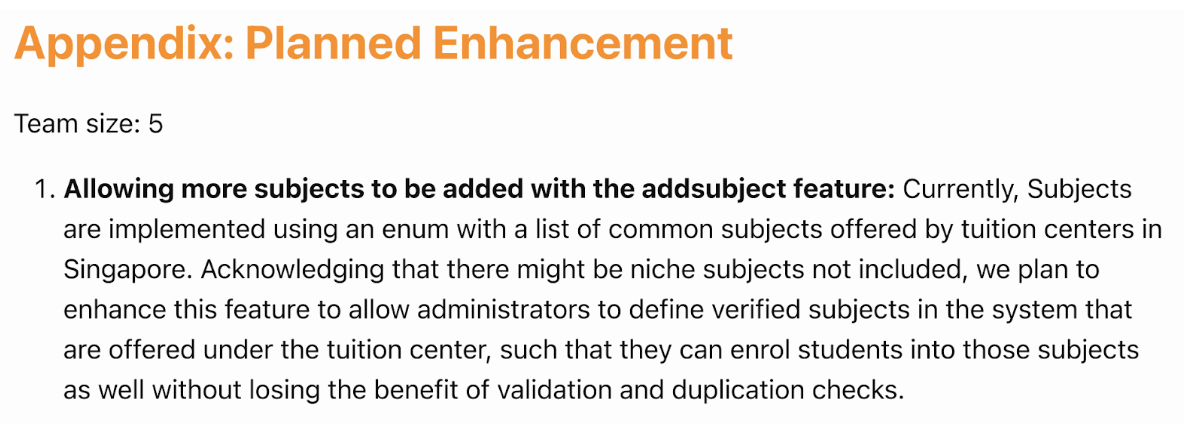 Appendix: Planned Enhancement
Team size: 5
1. Allowing more subjects to be added with the addsubject feature: Currently, Subjects
are implemented using an enum with a list of common subjects offered by tuition centers in
Singapore. Acknowledging that there might be niche subjects not included, we plan to
enhance this feature to allow administrators to define verified subjects in the system that
are offered under the tuition center, such that they can enrol students into those subjects
as well without losing the benefit of validation and duplication checks.